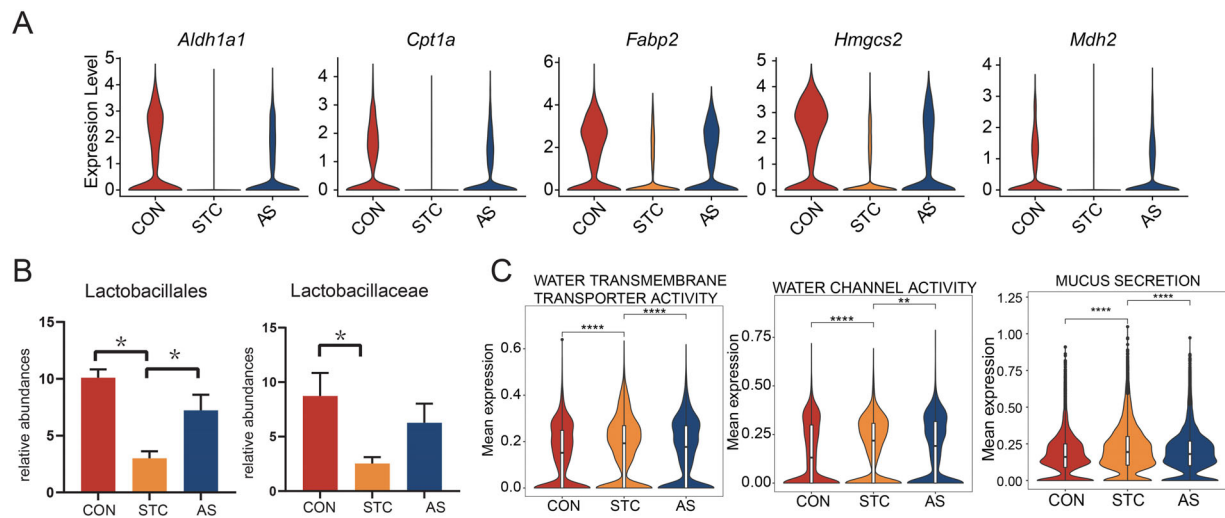 A
Aldh1a1
Cpt1a
Fabp2
Hmgcs2
Mdh2
Expression Level
5
4
3
2
1
0
4
3
2
1
0
6
4
2
0
5
4
3
2
1
0
4
3
2
1
0
CON STC AS
CON STC AS
CON STC AS
CON STC AS
CON STC AS
B
Lactobacillales
relative abundances
15
10
5
0
* *
CON STC AS
Lactobacillaceae
relative abundances
15
10
5
0
*
CON STC AS
C
WATER TRANSMEMBRANE
TRANSPORTER ACTIVITY
Mean expression
0.6
0.4
0.2
0.0
**** ****
CON STC AS
WATER CHANNEL ACTIVITY
Mean expression
0.75
0.50
0.25
0.00
**** **
CON STC AS
MUCUS SECRETION
Mean expression
1.25
1.00
0.75
0.50
0.25
0.00
**** ****
CON STC AS